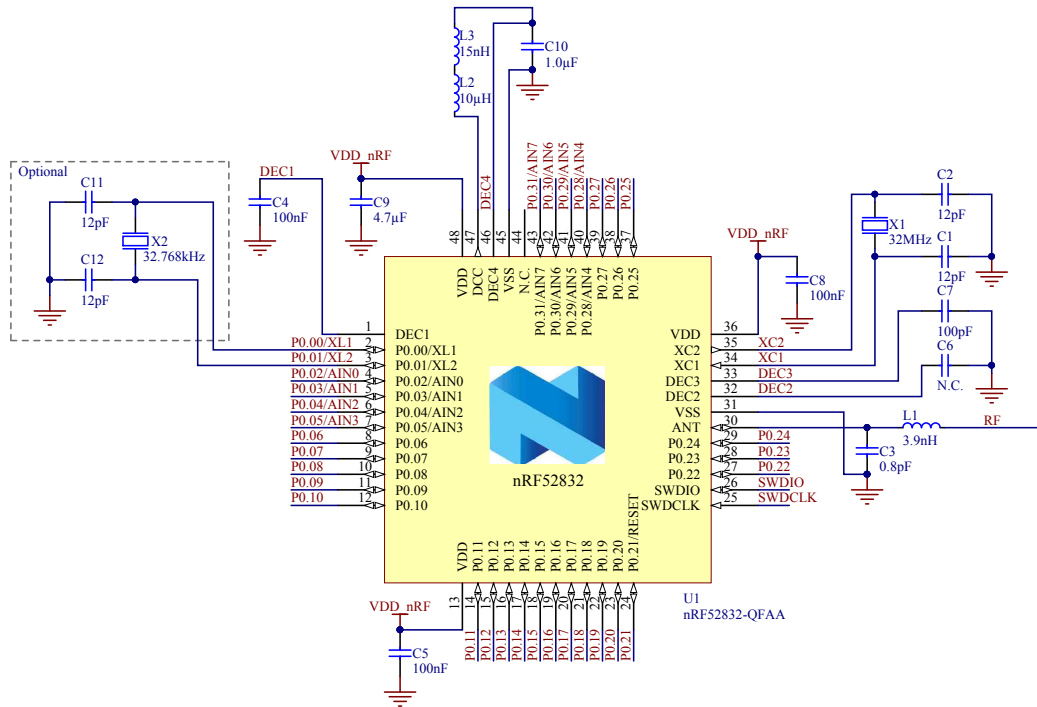 L3
15nH
L2
10µH
C10
1.0µF
Optional
C11
12pF
X2
32.768kHz
C12
12pF
DEC1
C4
100nF
VDD_nRF
C9
4.7µF
DEC4
P0.31/AIN7
P0.30/AIN6
P0.29/AIN5
P0.28/AIN4
P0.27
P0.26
P0.25
48
47
46
45
44
43
42
41
40
39
38
37
VDD
DCC
DEC4
VSS
N.C.
P0.31/AIN7
P0.30/AIN6
P0.29/AIN5
P0.28/AIN4
P0.27
P0.26
P0.25
VDD_nRF
C8
100nF
C2
12pF
X1
32MHz
C1
12pF
C7
100pF
C6
N.C.
1 DEC1
P0.00/XL1 2 P0.00/XL1
P0.01/XL2 3 P0.01/XL2
P0.02/AIN0 4 P0.02/AIN0
P0.03/AIN1 5 P0.03/AIN1
P0.04/AIN2 6 P0.04/AIN2
P0.05/AIN3 7 P0.05/AIN3
P0.06 8 P0.06
P0.07 9 P0.07
P0.08 10 P0.08
P0.09 11 P0.09
P0.10 12 P0.10
nRF52832
VDD 36
XC2 35 XC2
XC1 34 XC1
DEC3 33 DEC3
DEC2 32 DEC2
VSS 31
ANT 30
P0.24 29 P0.24
P0.23 28 P0.23
P0.22 27 P0.22
SWDIO 26 SWDIO
SWDCLK 25 SWDCLK
L1
3.9nH
RF
C3
0.8pF
VDD
P0.11
P0.12
P0.13
P0.14
P0.15
P0.16
P0.17
P0.18
P0.19
P0.20
P0.21/RESET
13
14
15
16
17
18
19
20
21
22
23
24
U1
nRF52832-QFAA
VDD_nRF
C5
100nF
P0.11
P0.12
P0.13
P0.14
P0.15
P0.16
P0.17
P0.18
P0.19
P0.20
P0.21